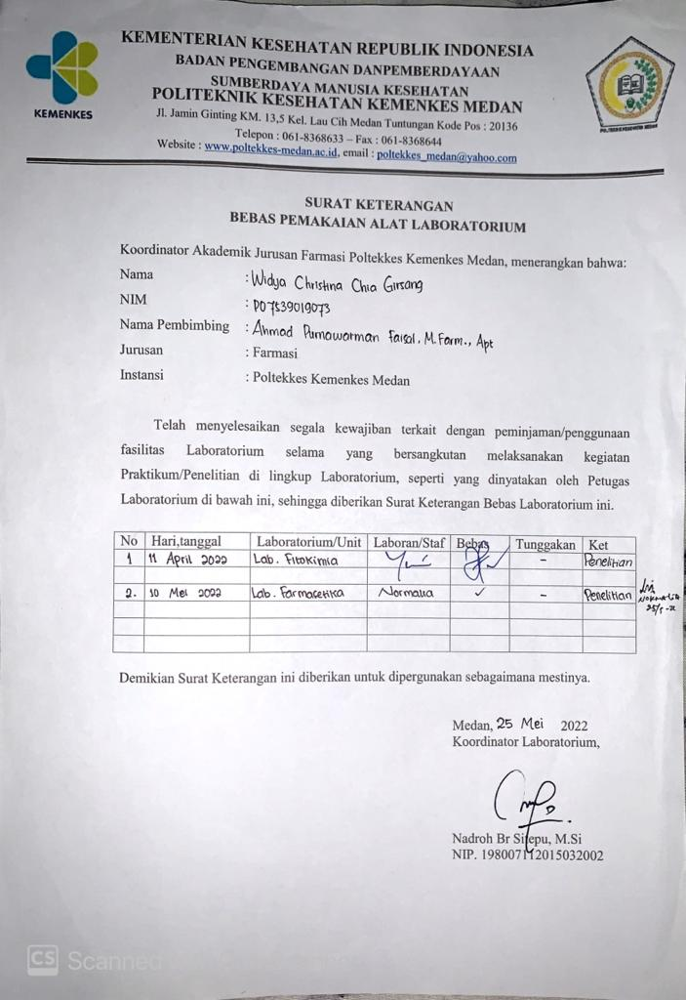 KEMENKES
KEMENTERIAN KESEHATAN REPUBLIK INDONESIA
BADAN PENGEMBANGAN DANPEMBERDAYAAN
SUMBERDAYA MANUSIA KESEHATAN
POLITEKNIK KESEHATAN KEMENKES MEDAN
Jl. Jamin Ginting KM. 13,5 Kel. Lau Cih Medan Tuntungan Kode Pos : 20136
Telepon : 061-8368633 – Fax : 061-8368644
Website : www.poltekkes-medan.ac.id, email : poltekkes_medan@yahoo.com
SURAT KETERANGAN
BEBAS PEMAKAIAN ALAT LABORATORIUM
Koordinator Akademik Jurusan Farmasi Poltekkes Kemenkes Medan, menerangkan bahwa:
Nama : Widya Christina Chia Girsang
NIM : P07539019073
Nama Pembimbing : Ahmad Purnawarman Faisal, M.Farm., Apt
Jurusan : Farmasi
Instansi : Poltekkes Kemenkes Medan
Telah menyelesaikan segala kewajiban terkait dengan peminjaman/penggunaan
fasilitas Laboratorium selama yang bersangkutan melaksanakan kegiatan
Praktikum/Penelitian di lingkup Laboratorium, seperti yang dinyatakan oleh Petugas
Laboratorium di bawah ini, sehingga diberikan Surat Keterangan Bebas Laboratorium ini.
No Hari,tanggal Laboratorium/Unit Laboran/Staf Bebas Tunggakan Ket
1 11 April 2022 Lab. Fitokimia - Penelitian
2. 10 Mei 2022 Lab. Farmacetika Normalia ✓ - Penelitian
Demikian Surat Keterangan ini diberikan untuk dipergunakan sebagaimana mestinya.
Medan, 25 Mei 2022
Koordinator Laboratorium,
Nadroh Br Sitepu, M.Si
NIP. 198007112015032002
CS Scanned